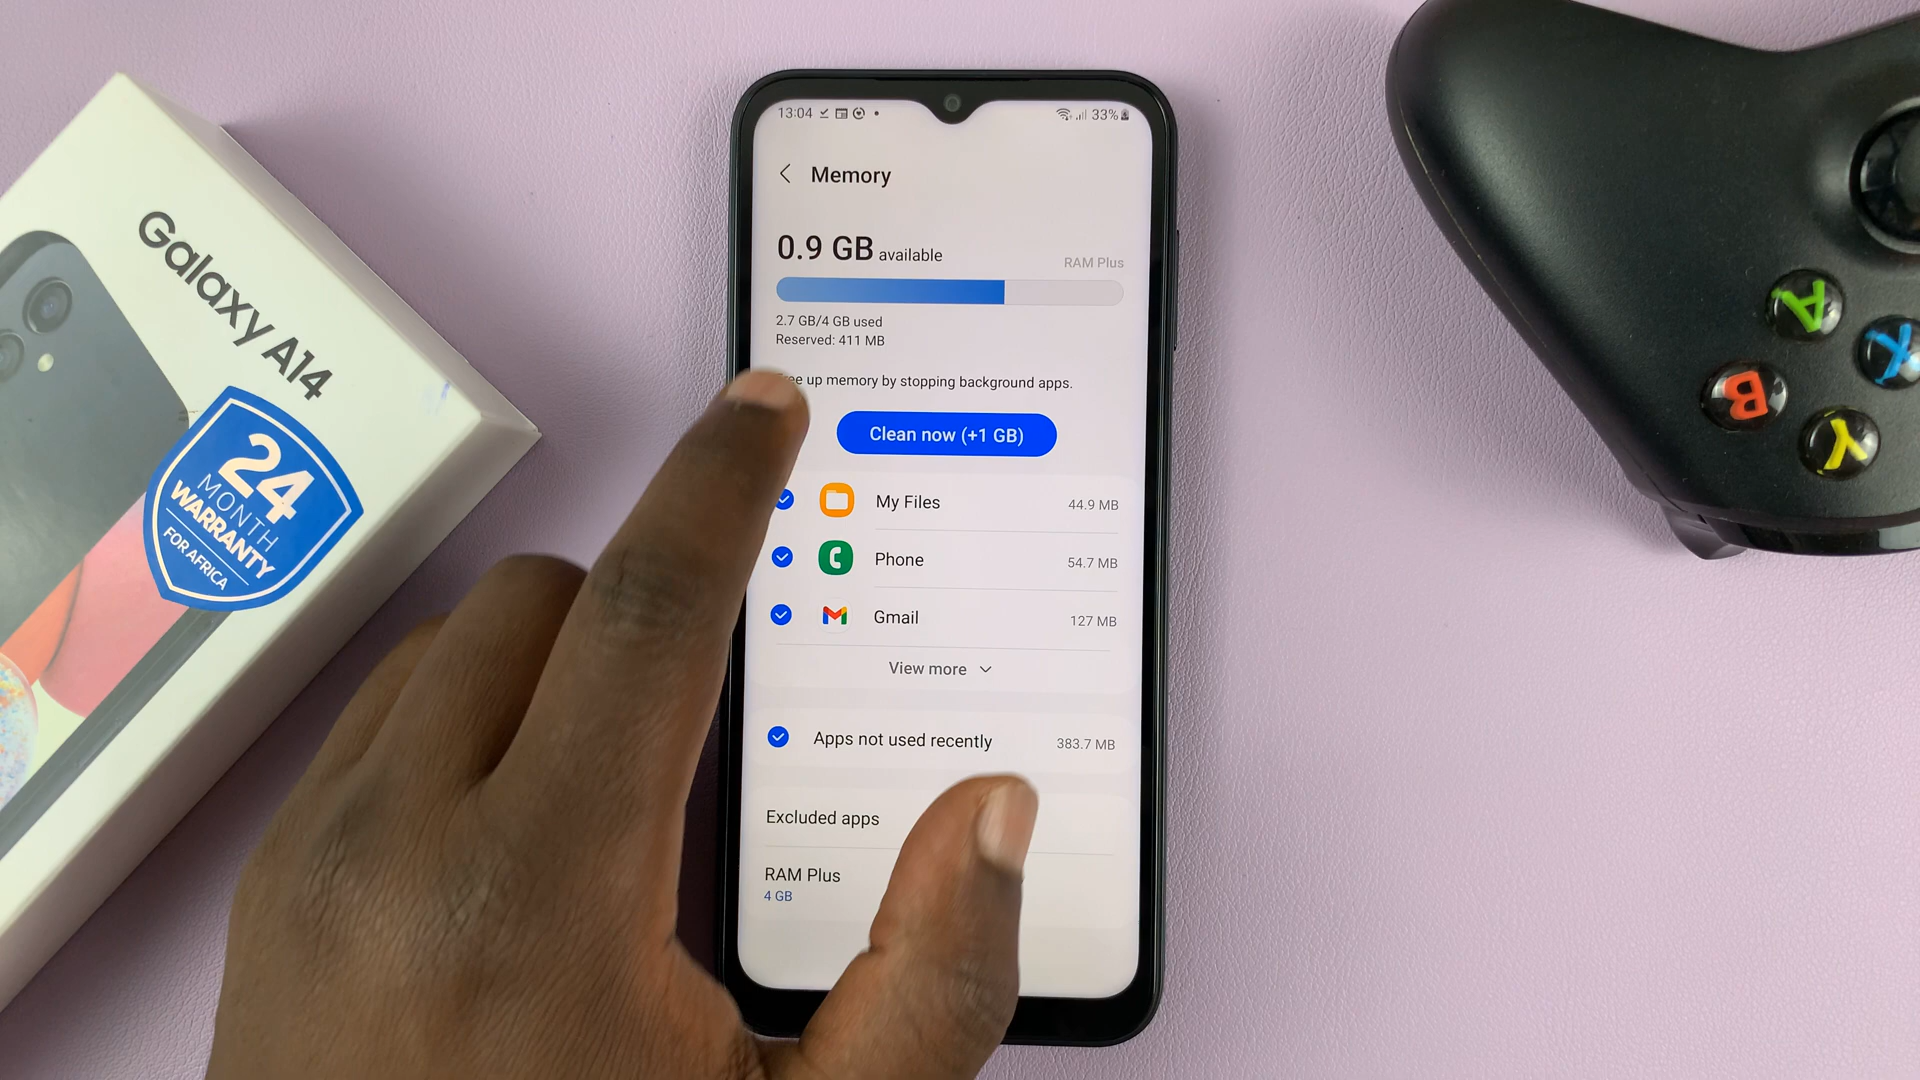 Galaxy A14
24
MONTH
WARRANTY
FOR AFRICA
13:04
33%
Memory
0.9 GB available
RAM Plus
2.7 GB/4 GB used
Reserved: 411 MB
ee up memory by stopping background apps.
Clean now (+1 GB)
My Files 44.9 MB
Phone 54.7 MB
Gmail 127 MB
View more
Apps not used recently 383.7 MB
Excluded apps
RAM Plus
4 GB
A
X
B
Y